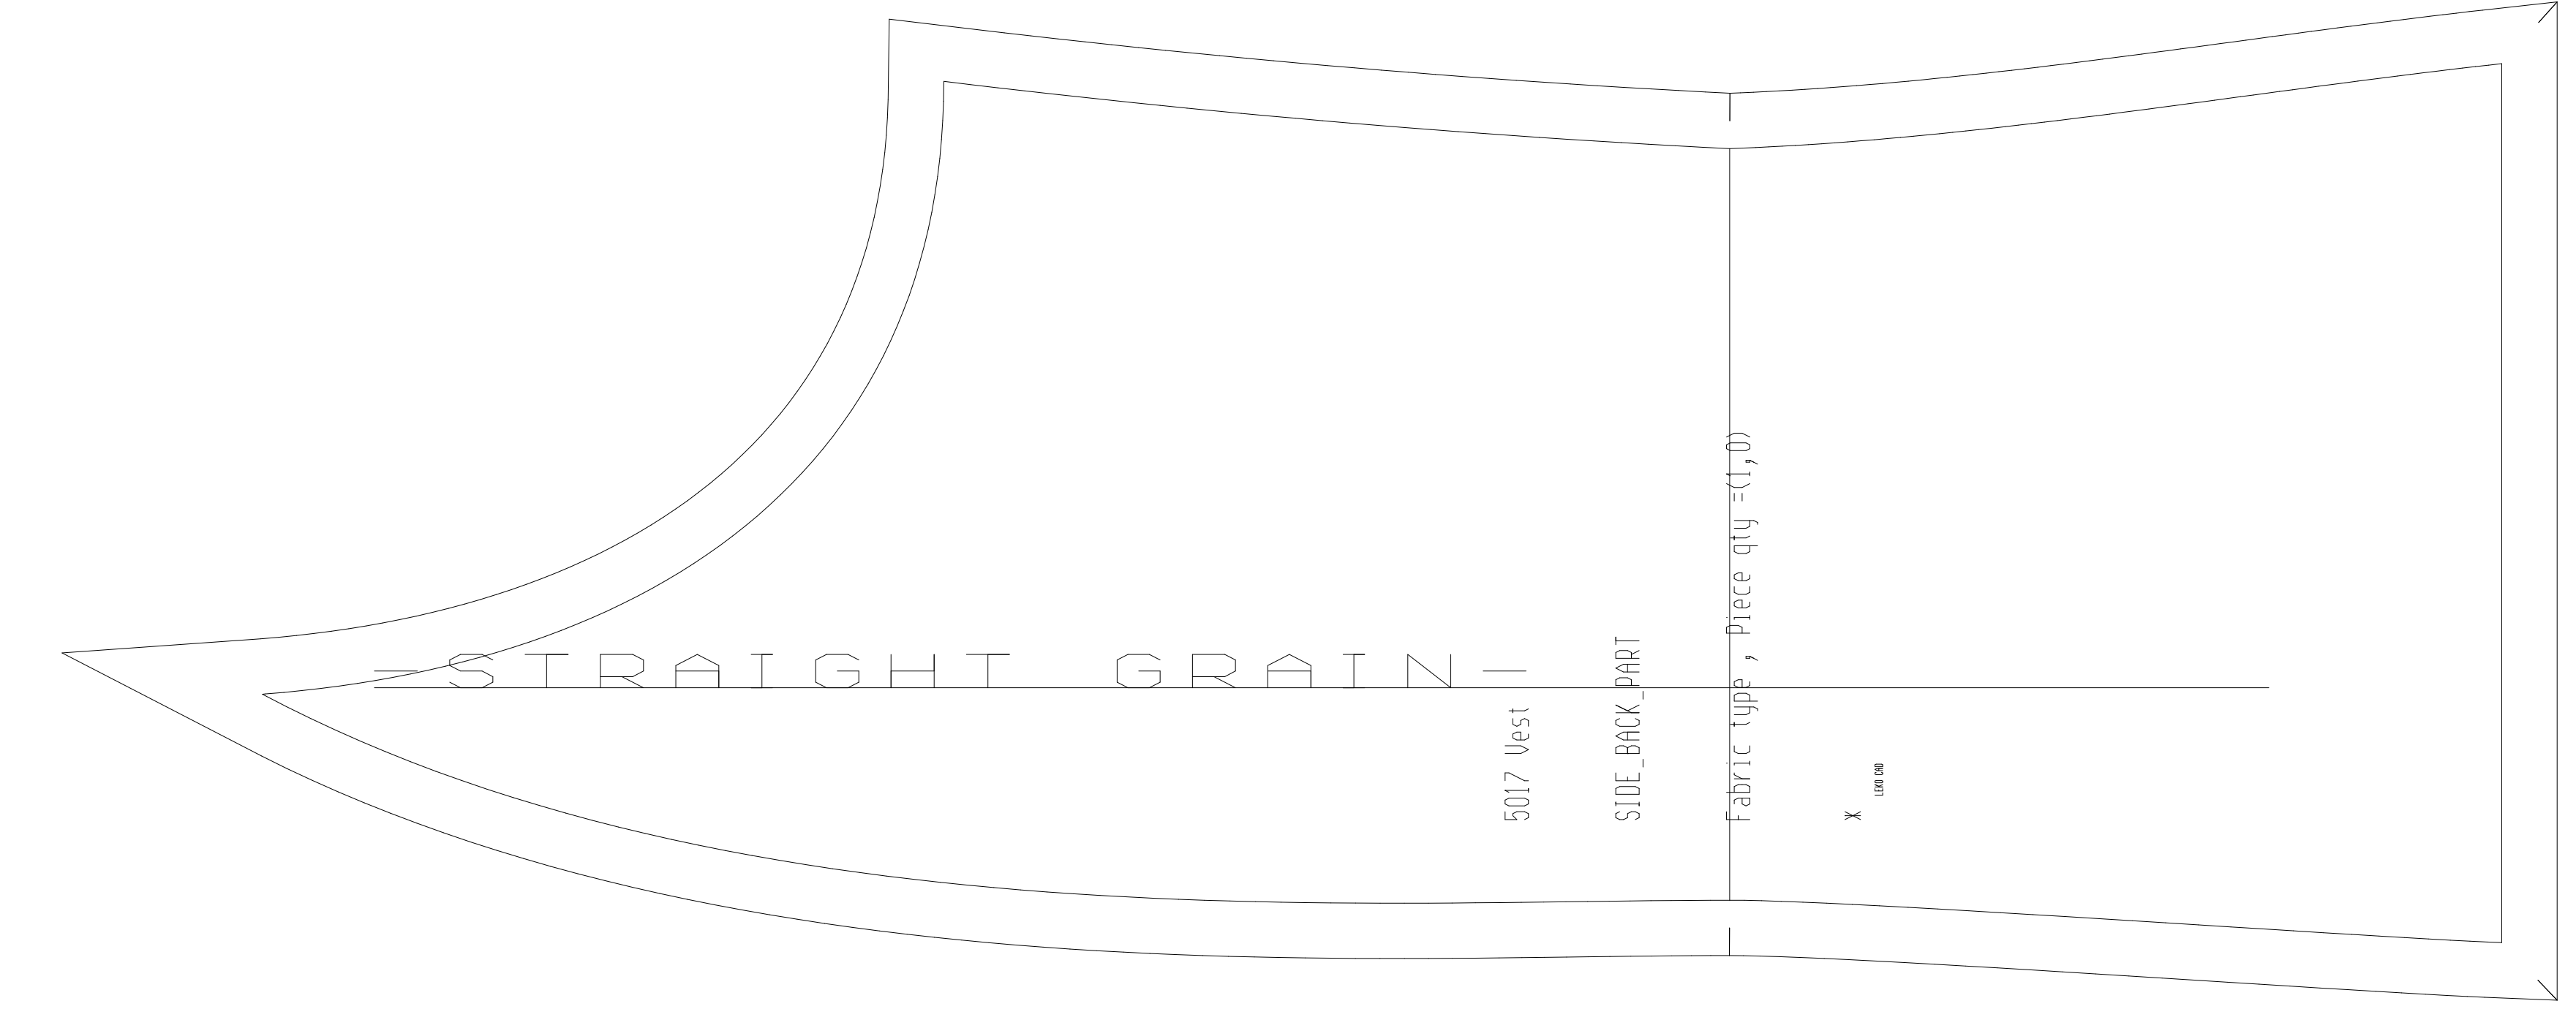 —STRAIGHT GRAIN—
5017 Vest
SIDE_BACK_PART
Fabric type , Piece qty =(1,0)
*
LEKO CAD